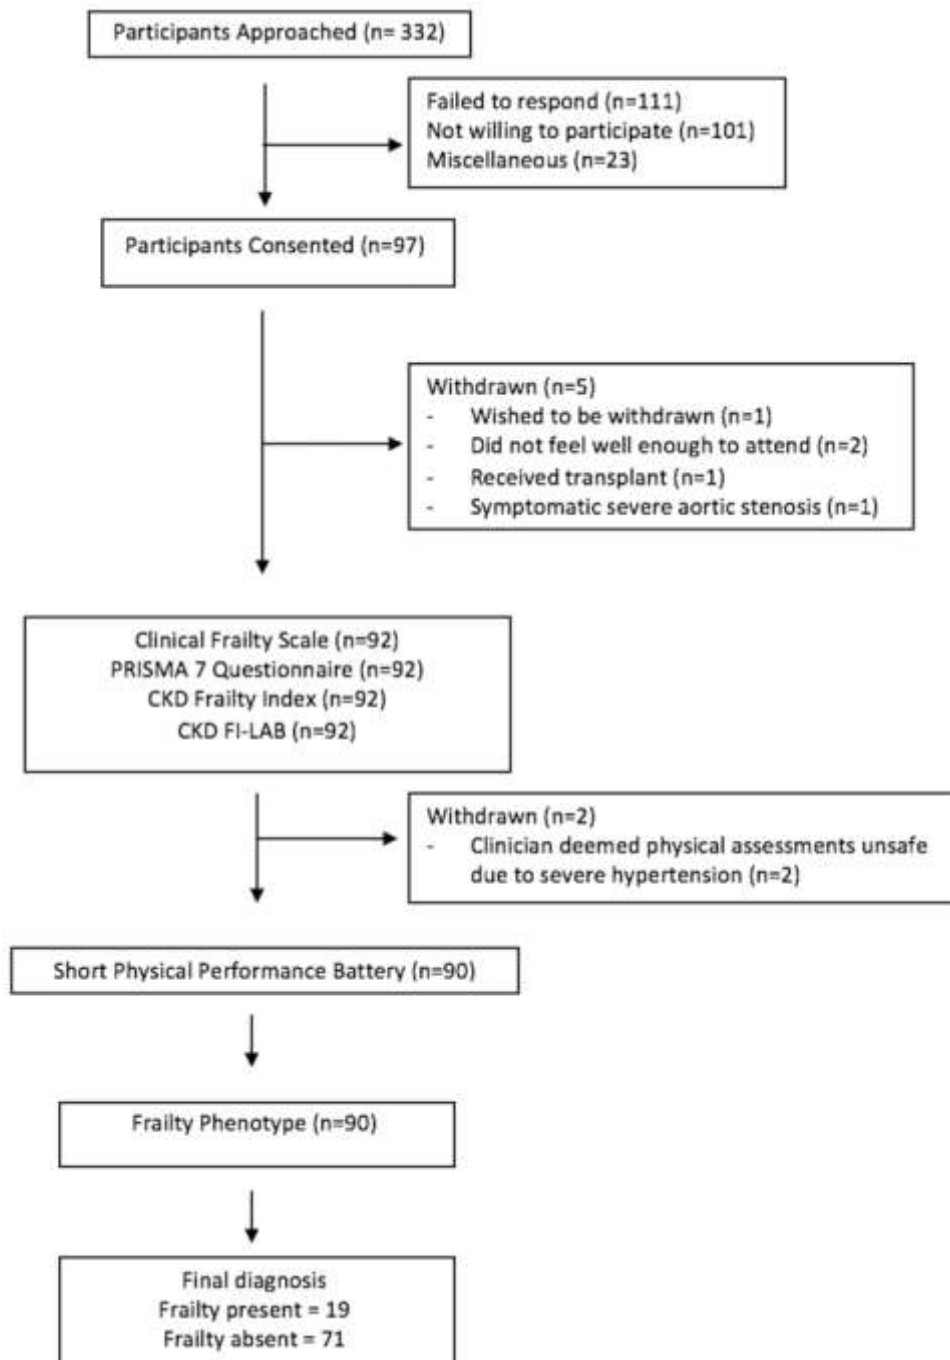 Participants Approached (n= 332)
Failed to respond (n=111)
Not willing to participate (n=101)
Miscellaneous (n=23)
Participants Consented (n=97)
Withdrawn (n=5)
- Wished to be withdrawn (n=1)
- Did not feel well enough to attend (n=2)
- Received transplant (n=1)
- Symptomatic severe aortic stenosis (n=1)
Clinical Frailty Scale (n=92)
PRISMA 7 Questionnaire (n=92)
CKD Frailty Index (n=92)
CKD FI-LAB (n=92)
Withdrawn (n=2)
- Clinician deemed physical assessments unsafe
due to severe hypertension (n=2)
Short Physical Performance Battery (n=90)
Frailty Phenotype (n=90)
Final diagnosis
Frailty present = 19
Frailty absent = 71